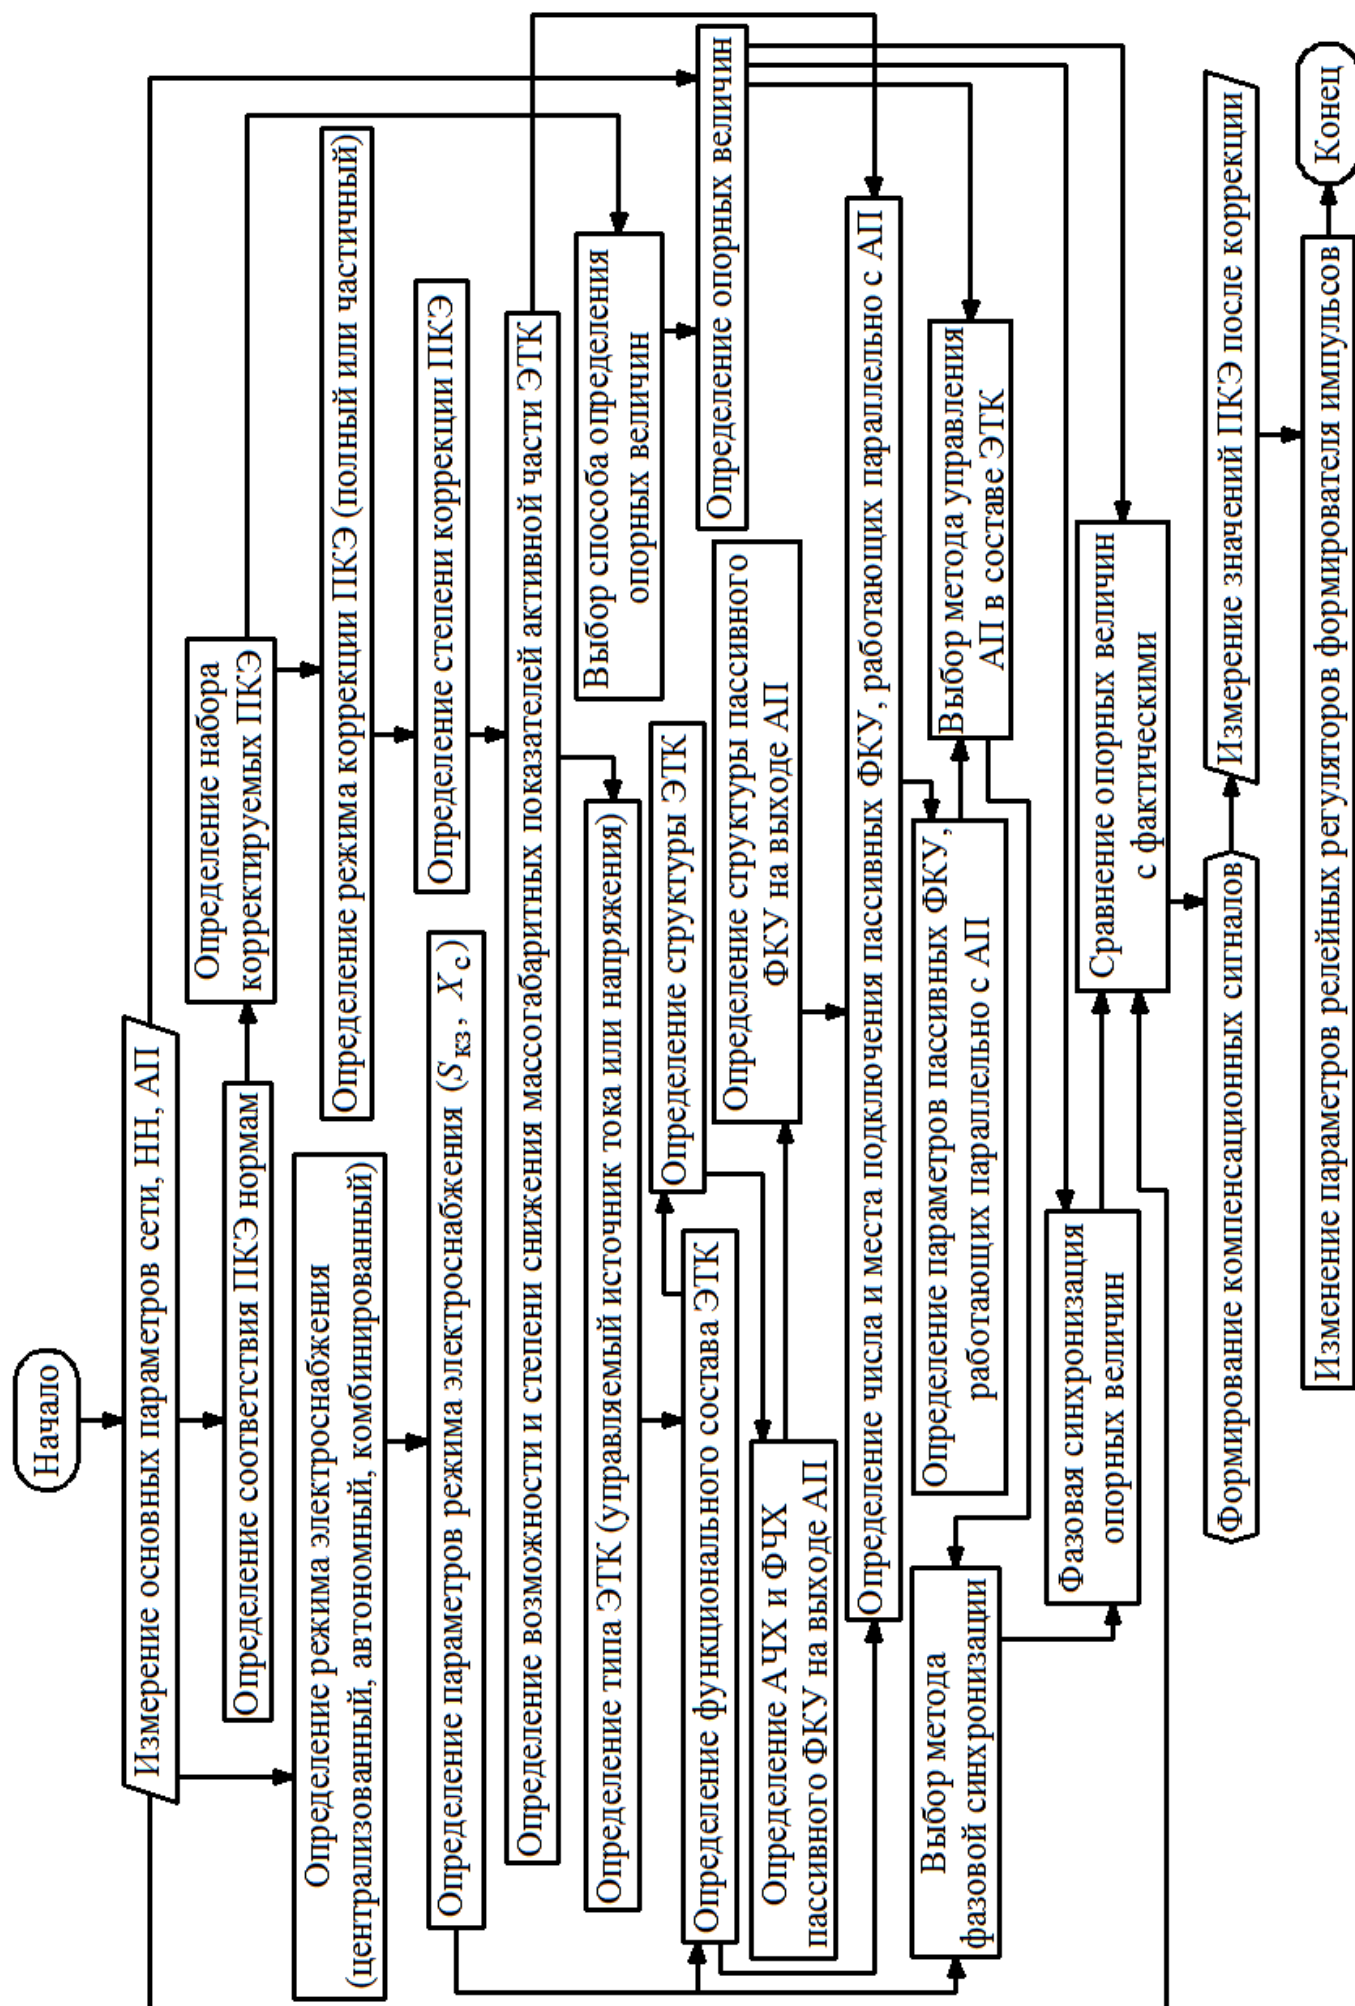 Начало
Измерение основных параметров сети, НН, АП
Определение соответствия ПКЭ нормам
Определение набора
корректируемых ПКЭ
Определение режима электроснабжения
(централизованный, автономный, комбинированный)
Определение режима коррекции ПКЭ (полный или частичный)
Определение параметров режима электроснабжения (Sкз, Xс)
Определение степени коррекции ПКЭ
Определение возможности и степени снижения массогабаритных показателей активной части ЭТК
Выбор способа определения
опорных величин
Определение типа ЭТК (управляемый источник тока или напряжения)
Определение структуры ЭТК
Определение опорных величин
Определение функционального состава ЭТК
Определение структуры пассивного
ФКУ на выходе АП
Определение АЧХ и ФЧХ
пассивного ФКУ на выходе АП
Определение числа и места подключения пассивных ФКУ, работающих параллельно с АП
Определение параметров пассивных ФКУ,
работающих параллельно с АП
Выбор метода управления
АП в составе ЭТК
Выбор метода
фазовой синхронизации
Фазовая синхронизация
опорных величин
Сравнение опорных величин
с фактическими
Формирование компенсационных сигналов
Измерение значений ПКЭ после коррекции
Изменение параметров релейных регуляторов формирователя импульсов
Конец